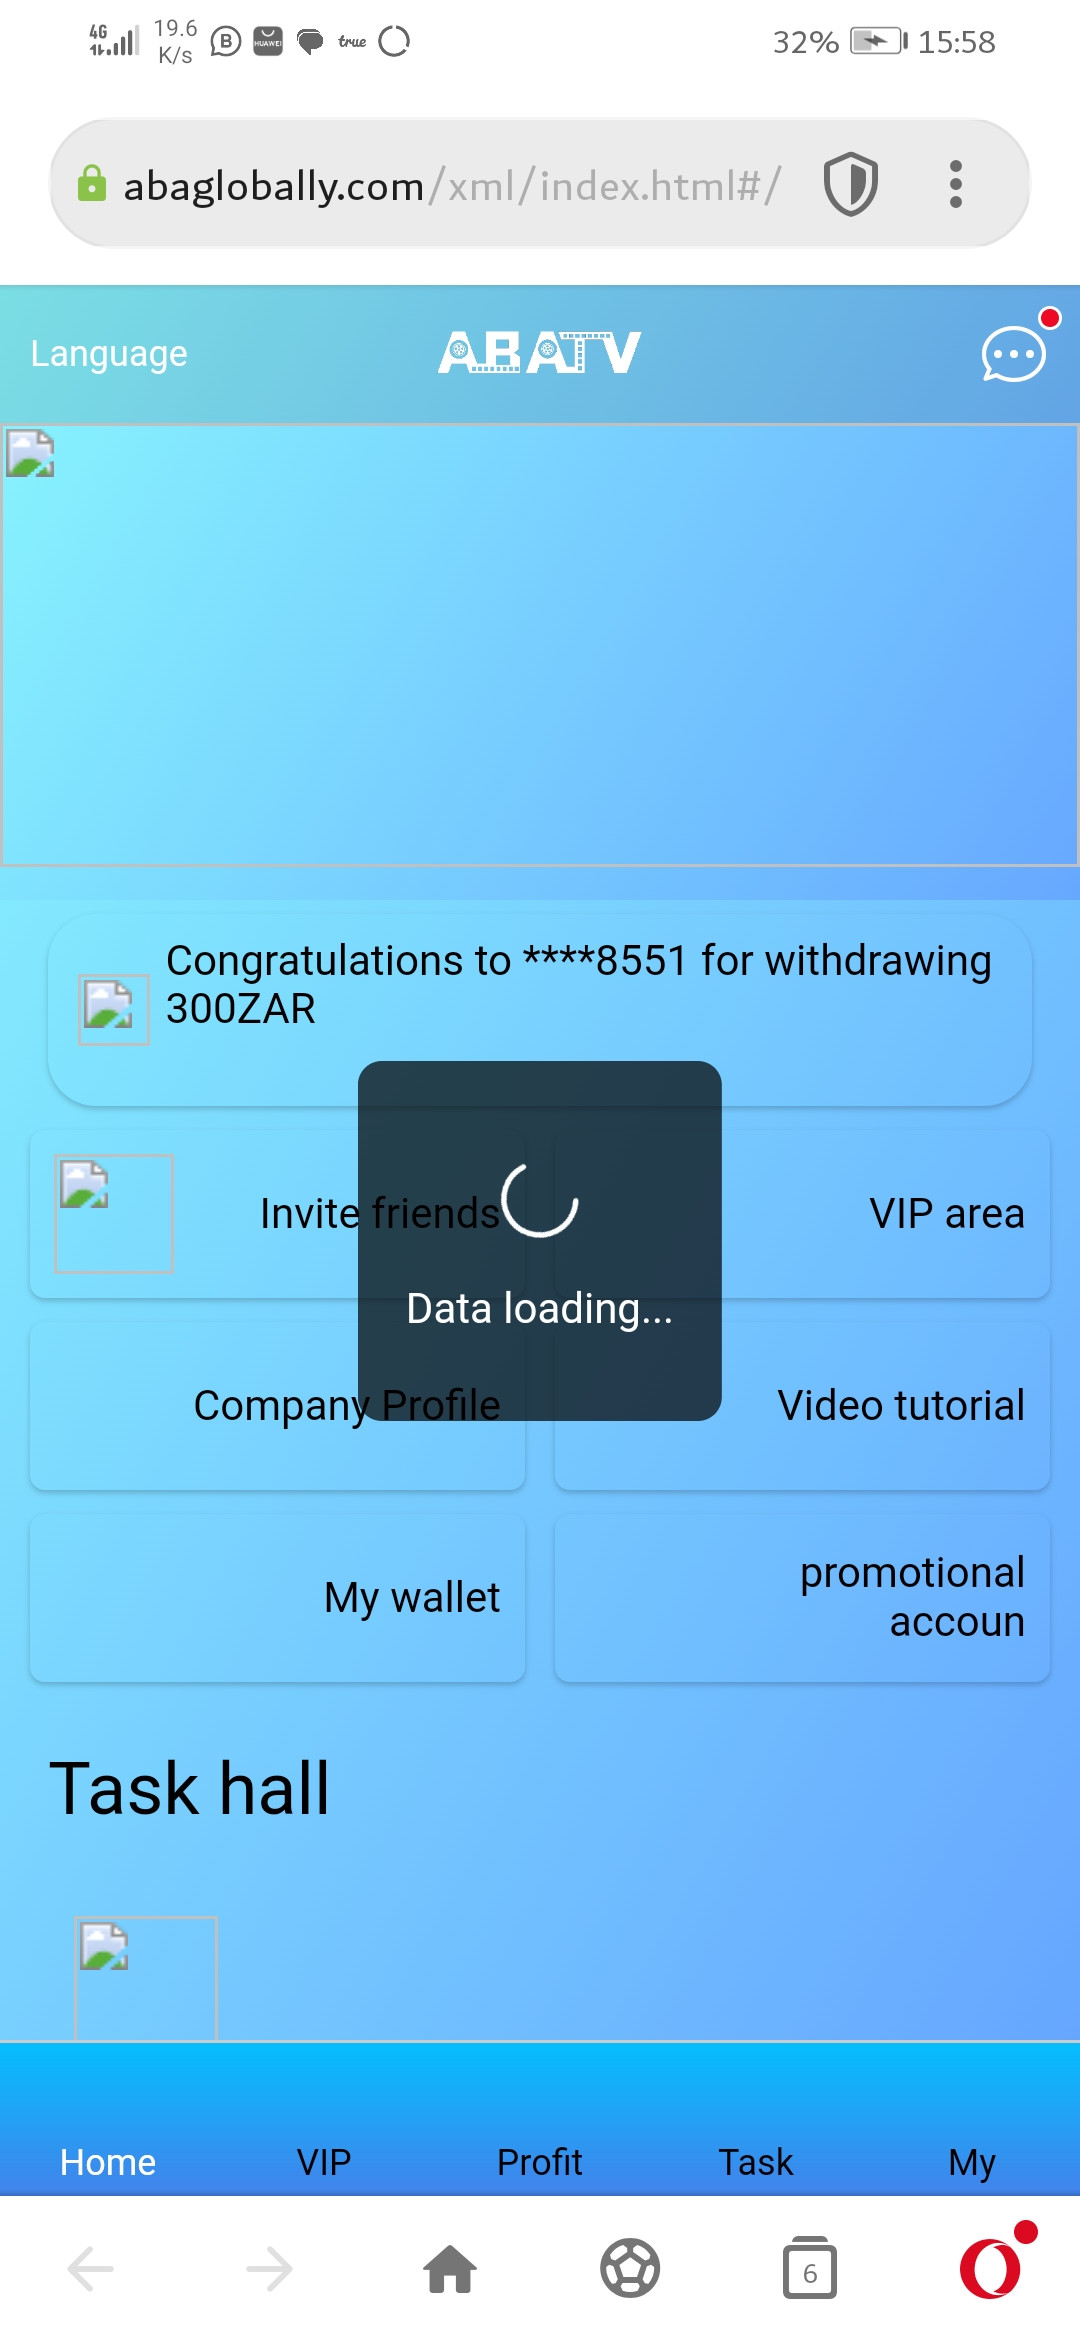 4G
19.6
K/s
B
HUAWEI
true
32%
15:58
abaglobally.com/xml/index.html#/
Language
ABATV
Congratulations to ****8551 for withdrawing
300ZAR
Invite friends
VIP area
Data loading...
Company Profile
Video tutorial
My wallet
promotional
accoun
Task hall
Home
VIP
Profit
Task
My
6